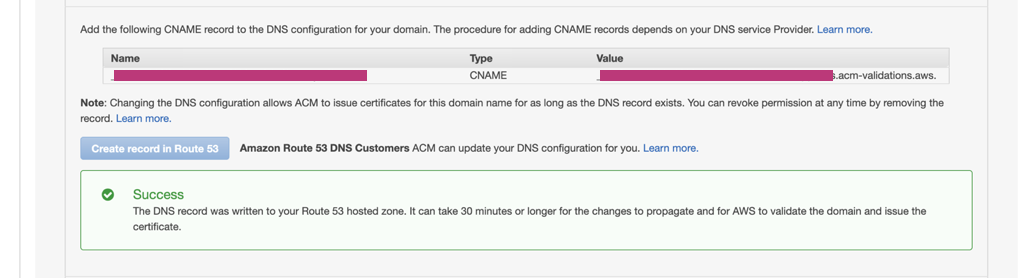 Add the following CNAME record to the DNS configuration for your domain. The procedure for adding CNAME records depends on your DNS service Provider. Learn more.
Name Type Value
_ CNAME _ s.acm-validations.aws.
Note: Changing the DNS configuration allows ACM to issue certificates for this domain name for as long as the DNS record exists. You can revoke permission at any time by removing the
record. Learn more.
Create record in Route 53 Amazon Route 53 DNS Customers ACM can update your DNS configuration for you. Learn more.
Success
The DNS record was written to your Route 53 hosted zone. It can take 30 minutes or longer for the changes to propagate and for AWS to validate the domain and issue the
certificate.